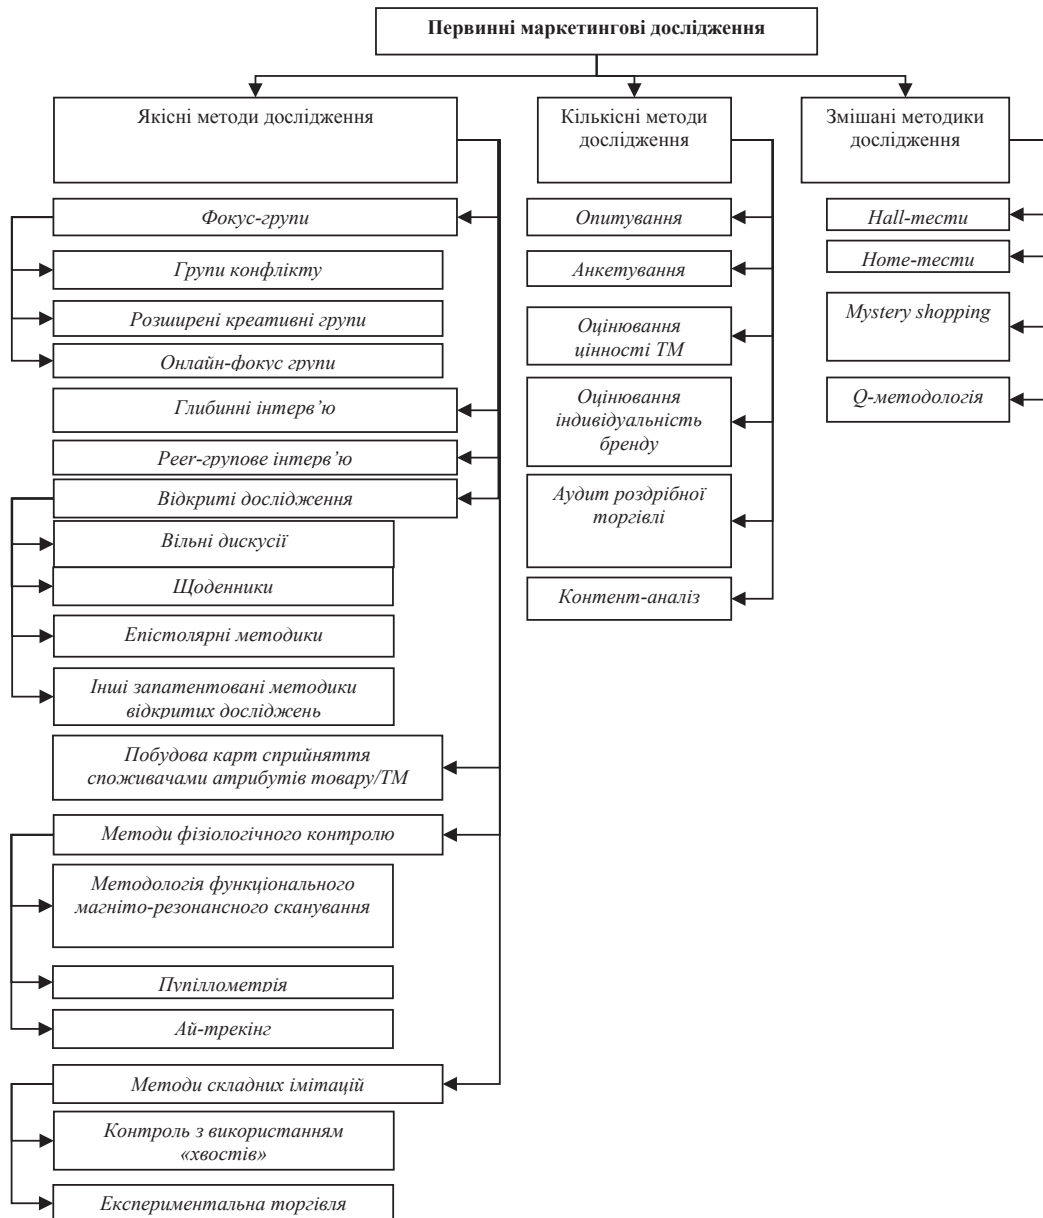 Первинні маркетингові дослідження
Якісні методи дослідження
Фокус-групи
Групи конфлікту
Розширені креативні групи
Онлайн-фокус групи
Глибинні інтерв’ю
Peer-групове інтерв’ю
Відкриті дослідження
Вільні дискусії
Щоденники
Епістолярні методики
Інші запатентовані методики
відкритих досліджень
Побудова карт сприйняття
споживачами атрибутів товару/ТМ
Методи фізіологічного контролю
Методологія функціонального
магніто-резонансного сканування
Пупіллометрія
Ай-трекінг
Методи складних імітацій
Контроль з використанням
«хвостів»
Експериментальна торгівля
Кількісні методи
дослідження
Опитування
Анкетування
Оцінювання
цінності ТМ
Оцінювання
індивідуальність
бренду
Аудит роздрібної
торгівлі
Контент-аналіз
Змішані методики
дослідження
Hall-тести
Home-тести
Mystery shopping
Q-методологія